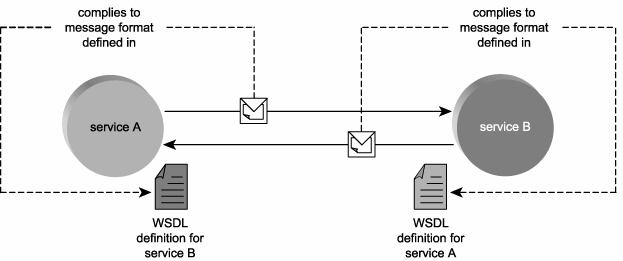 complies to
message format
defined in
complies to
message format
defined in
service A
service B
WSDL
definition for
service B
WSDL
definition for
service A